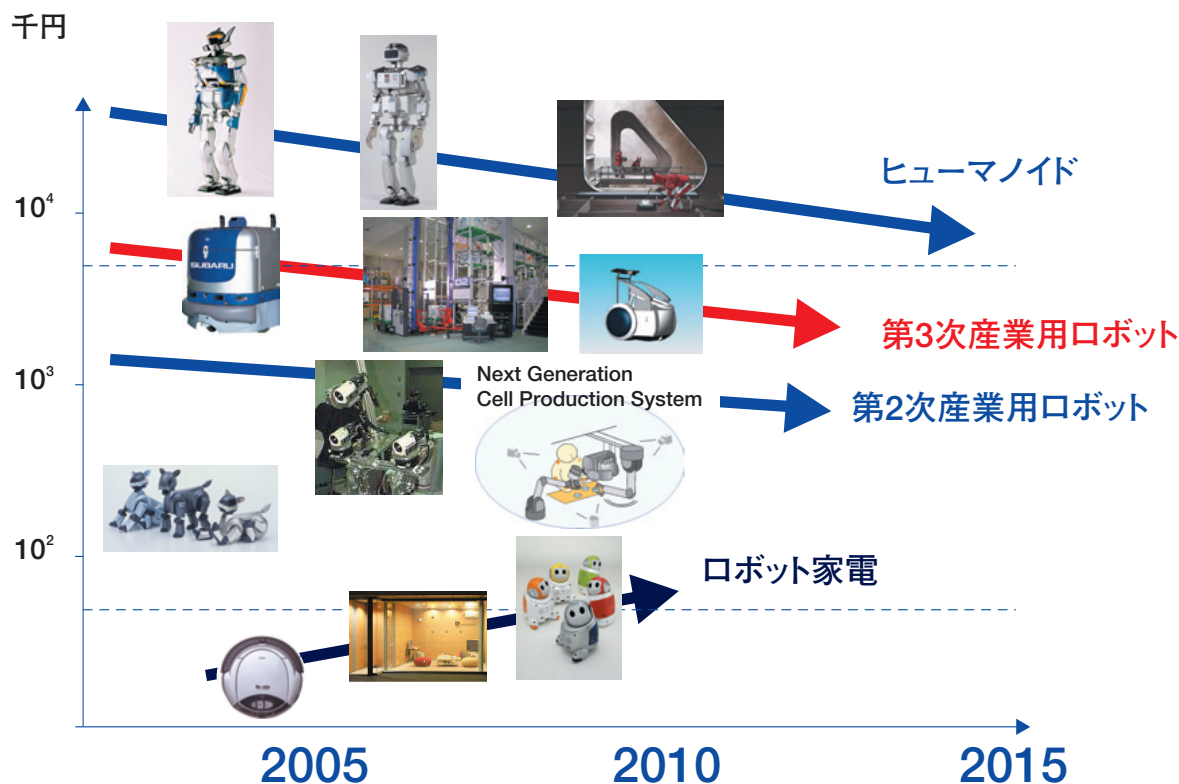 千円
10⁴
SUBARU
ヒューマノイド
第3次産業用ロボット
10³
Next Generation
Cell Production System
第2次産業用ロボット
10²
ロボット家電
2005
2010
2015